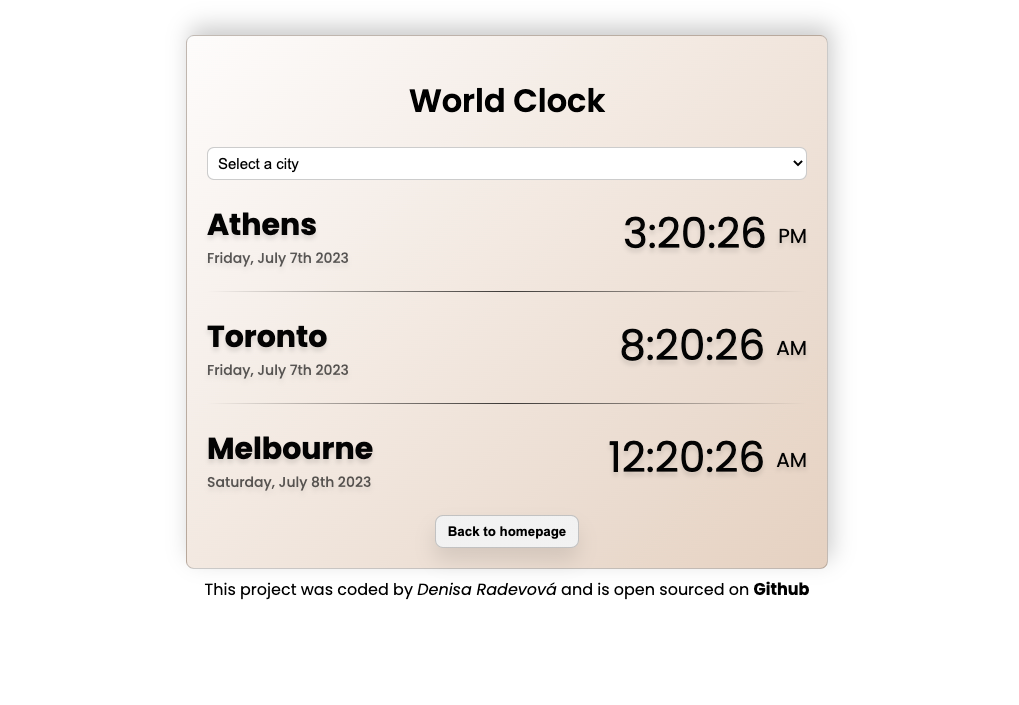 World Clock
Select a city
Athens
3:20:26 PM
Friday, July 7th 2023
Toronto
8:20:26 AM
Friday, July 7th 2023
Melbourne
12:20:26 AM
Saturday, July 8th 2023
Back to homepage
This project was coded by Denisa Radevová and is open sourced on Github